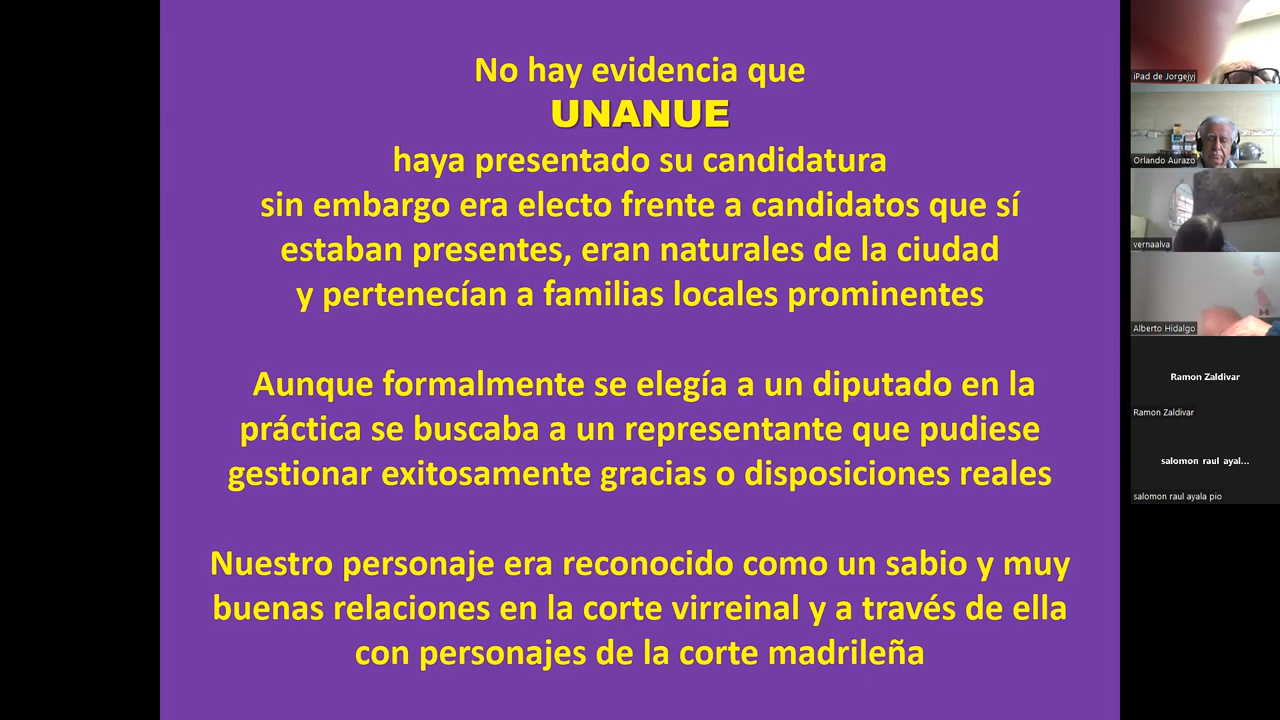 No hay evidencia que
UNANUE
haya presentado su candidatura
sin embargo era electo frente a candidatos que sí
estaban presentes, eran naturales de la ciudad
y pertenecían a familias locales prominentes
Aunque formalmente se elegía a un diputado en la
práctica se buscaba a un representante que pudiese
gestionar exitosamente gracias o disposiciones reales
Nuestro personaje era reconocido como un sabio y muy
buenas relaciones en la corte virreinal y a través de ella
con personajes de la corte madrileña
iPad de Jorgejyj
Orlando Aurazo
vernaalva
Alberto Hidalgo
Ramon Zaldivar
Ramon Zaldivar
salomon raul ayal...
salomon raul ayala pio